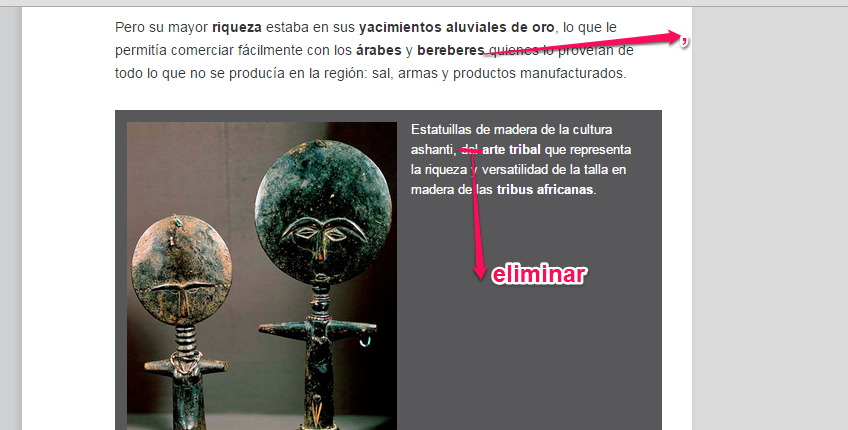 Pero su mayor riqueza estaba en sus yacimientos aluviales de oro, lo que le
permitía comerciar fácilmente con los árabes y bereberes quienes lo proveían de
todo lo que no se producía en la región: sal, armas y productos manufacturados.
,
Estatuillas de madera de la cultura
ashanti, del arte tribal que representa
la riqueza y versatilidad de la talla en
madera de las tribus africanas.
eliminar